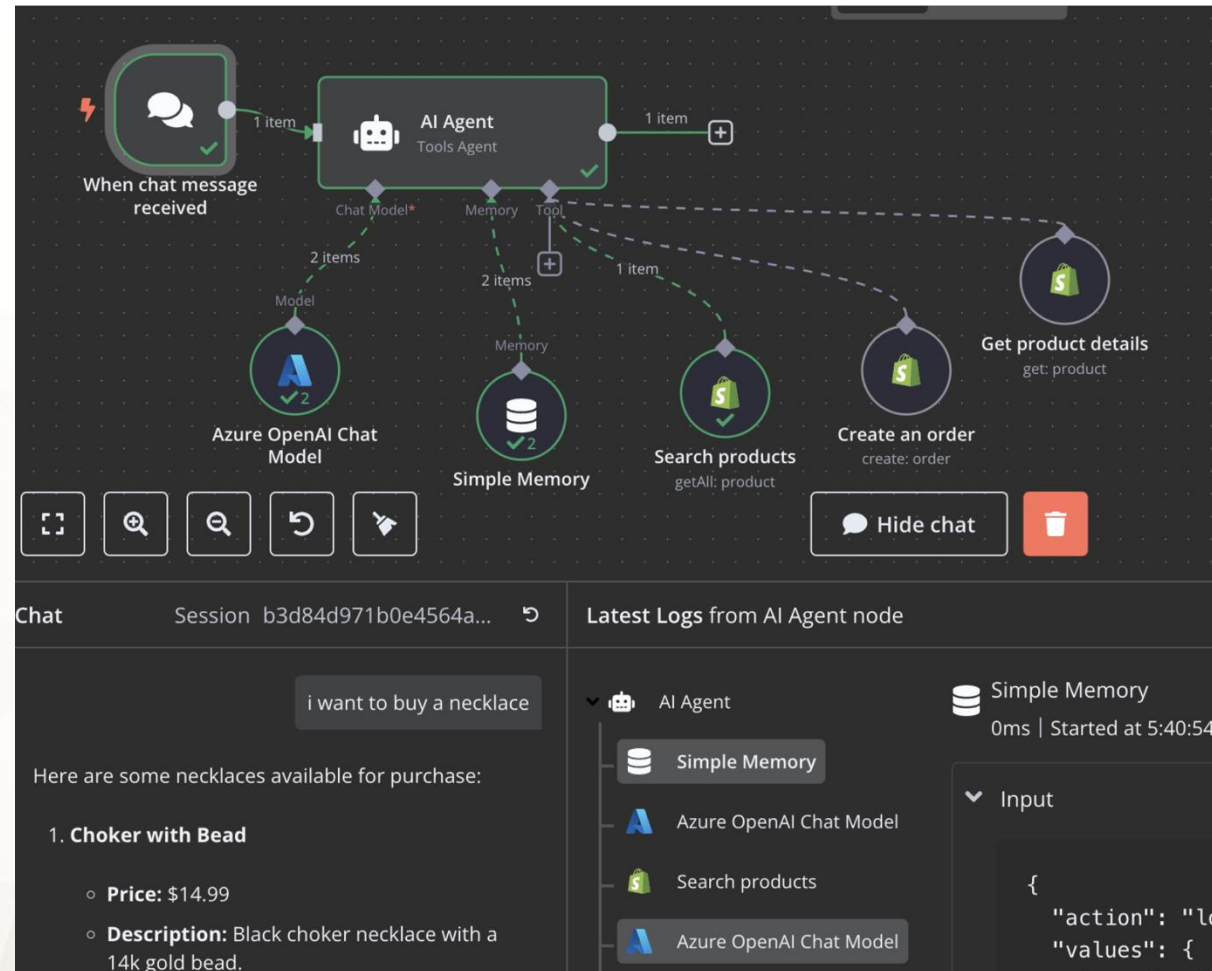 1 item
AI Agent
Tools Agent
1 item
When chat message
received
Chat Model*
Memory
Tool
2 items
2 items
1 item
Model
Memory
2
Azure OpenAI Chat
Model
2
Simple Memory
Search products
getAll: product
Create an order
create: order
Get product details
get: product
Hide chat
Chat
Session b3d84d971b0e4564a...
Latest Logs from AI Agent node
i want to buy a necklace
Here are some necklaces available for purchase:
1. Choker with Bead
◦ Price: $14.99
◦ Description: Black choker necklace with a
14k gold bead.
AI Agent
Simple Memory
Azure OpenAI Chat Model
Search products
Azure OpenAI Chat Model
Simple Memory
0ms | Started at 5:40:54
Input
{
"action": "lo
"values": {